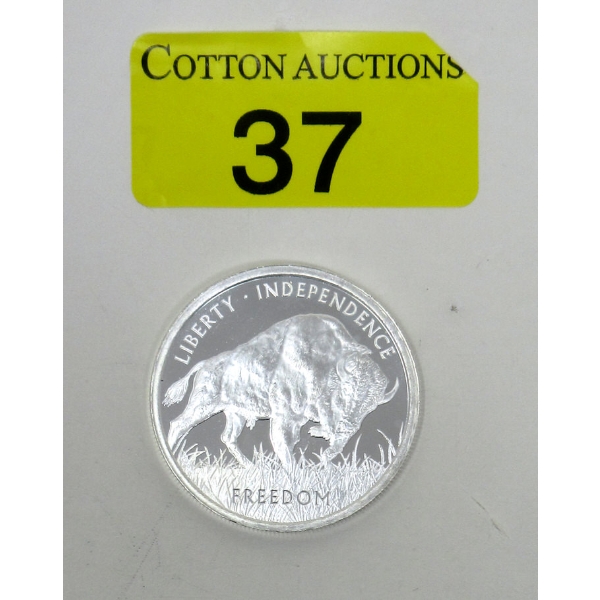 COTTON AUCTIONS
37
LIBERTY · INDEPENDENCE
FREEDOM